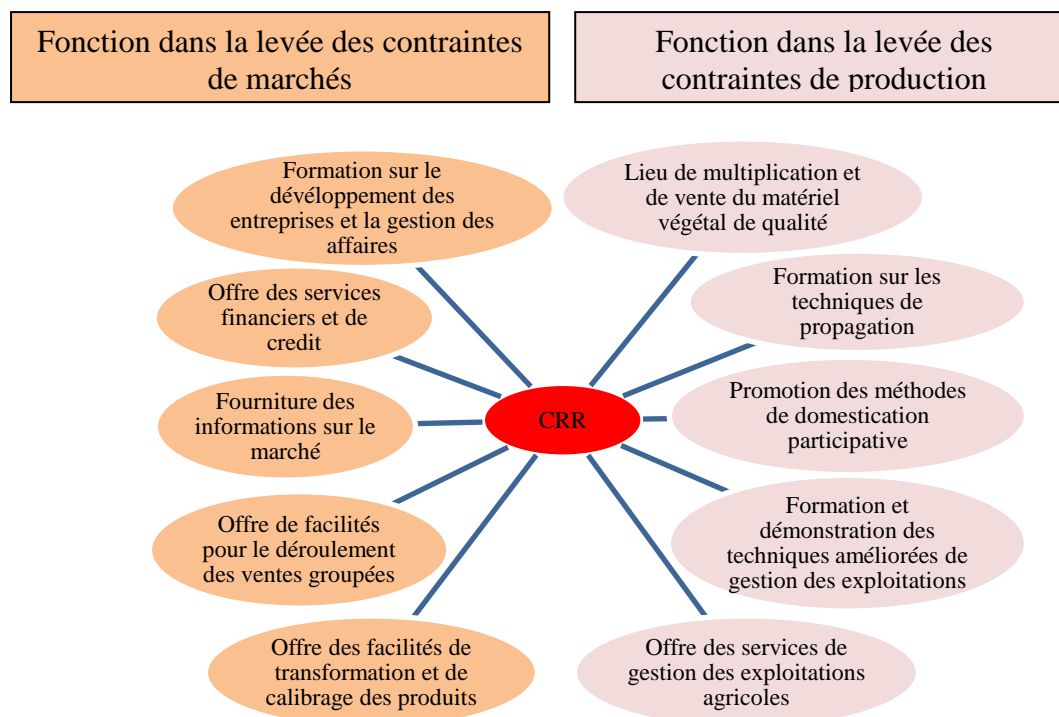 Fonction dans la levée des contraintes
de marchés
Fonction dans la levée des
contraintes de production
Formation sur le
dévéloppement des
entreprises et la gestion des
affaires
Offre des services
financiers et de
credit
Fourniture des
informations sur le
marché
Offre de facilités
pour le déroulement
des ventes groupées
Offre des facilités de
transformation et de
calibrage des produits
CRR
Lieu de multiplication et
de vente du matériel
végétal de qualité
Formation sur les
techniques de
propagation
Promotion des méthodes
de domestication
participative
Formation et
démonstration des
techniques améliorées de
gestion des exploitations
Offre des services de
gestion des exploitations
agricoles